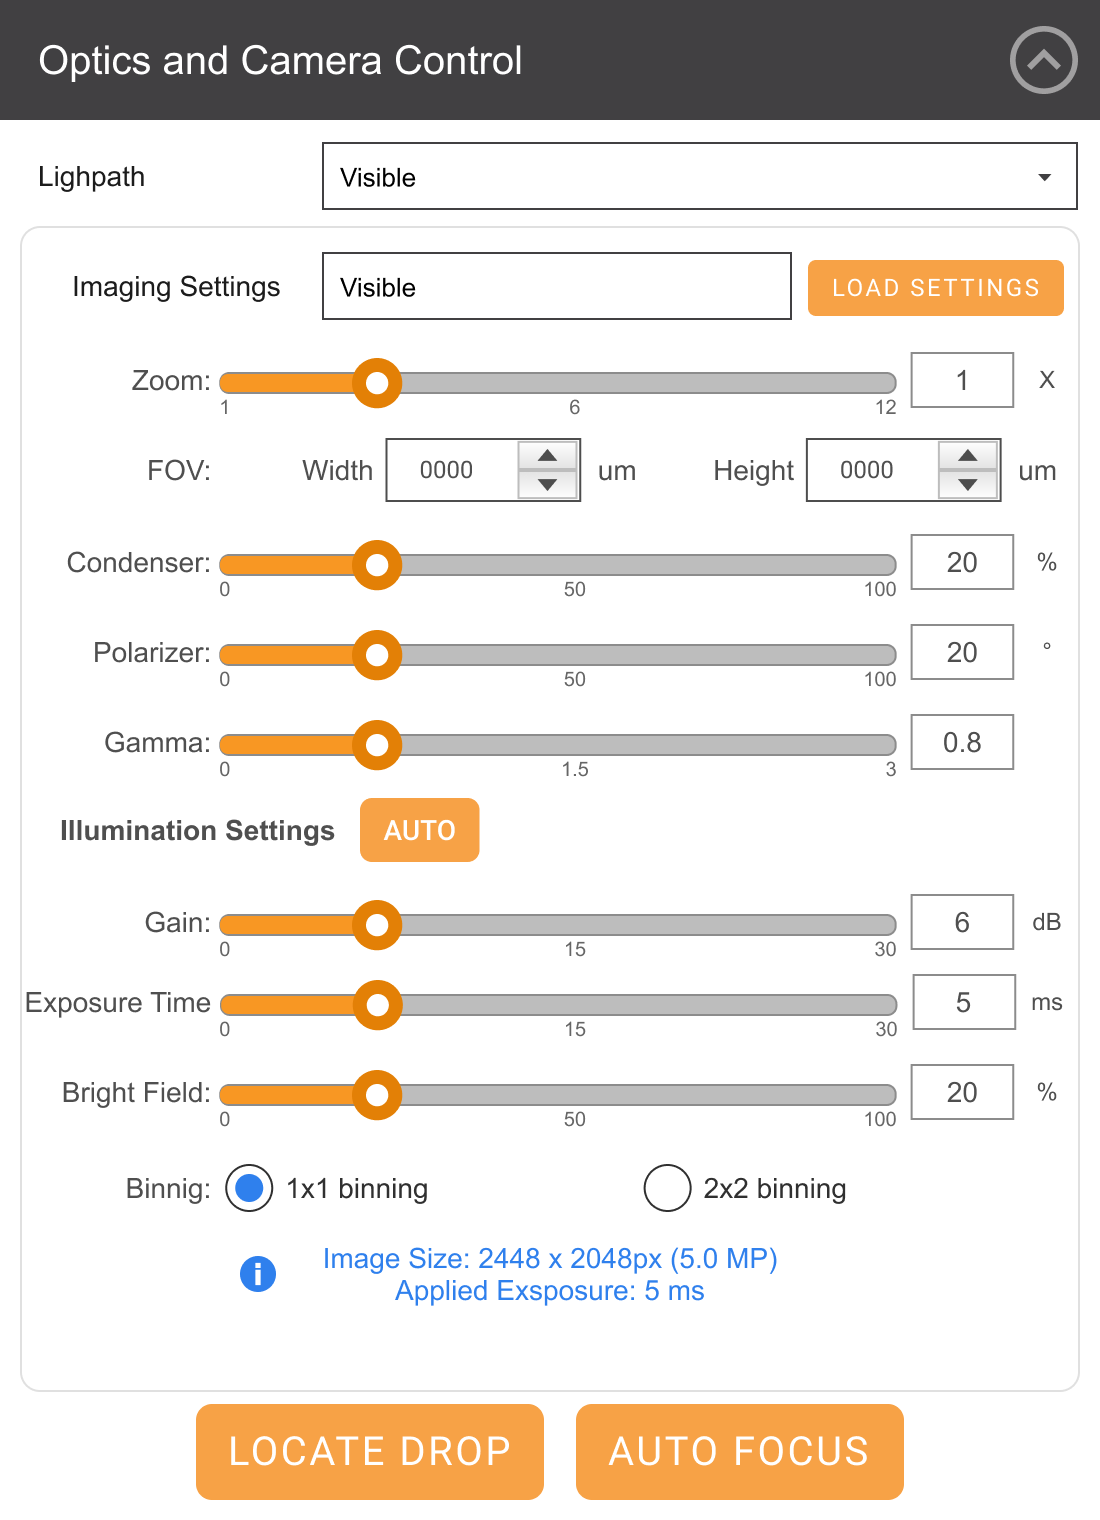 Optics and Camera Control
Lighpath Visible
Imaging Settings Visible LOAD SETTINGS
Zoom: 1 X
1 6 12
FOV: Width 0000 um Height 0000 um
Condenser: 20 %
0 50 100
Polarizer: 20 °
0 50 100
Gamma: 0.8
0 1.5 3
Illumination Settings AUTO
Gain: 6 dB
0 15 30
Exposure Time 5 ms
0 15 30
Bright Field: 20 %
0 50 100
Binnig: 1x1 binning 2x2 binning
Image Size: 2448 x 2048px (5.0 MP)
Applied Exsposure: 5 ms
LOCATE DROP AUTO FOCUS